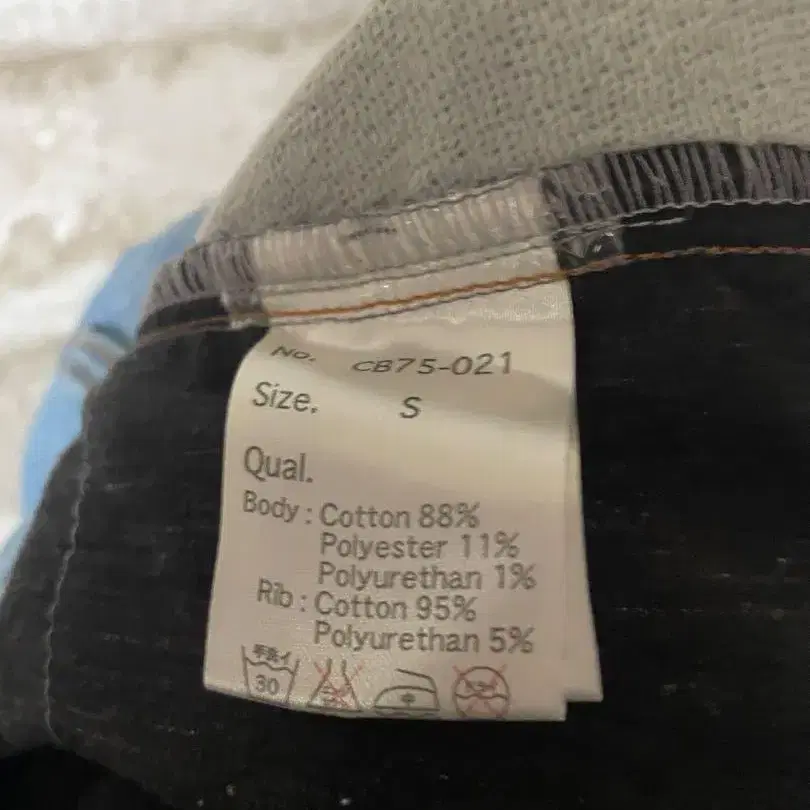 No. CB75-021
Size. S
Qual.
Body : Cotton 88%
Polyester 11%
Polyurethan 1%
Rib : Cotton 95%
Polyurethan 5%
手洗イ
30
中